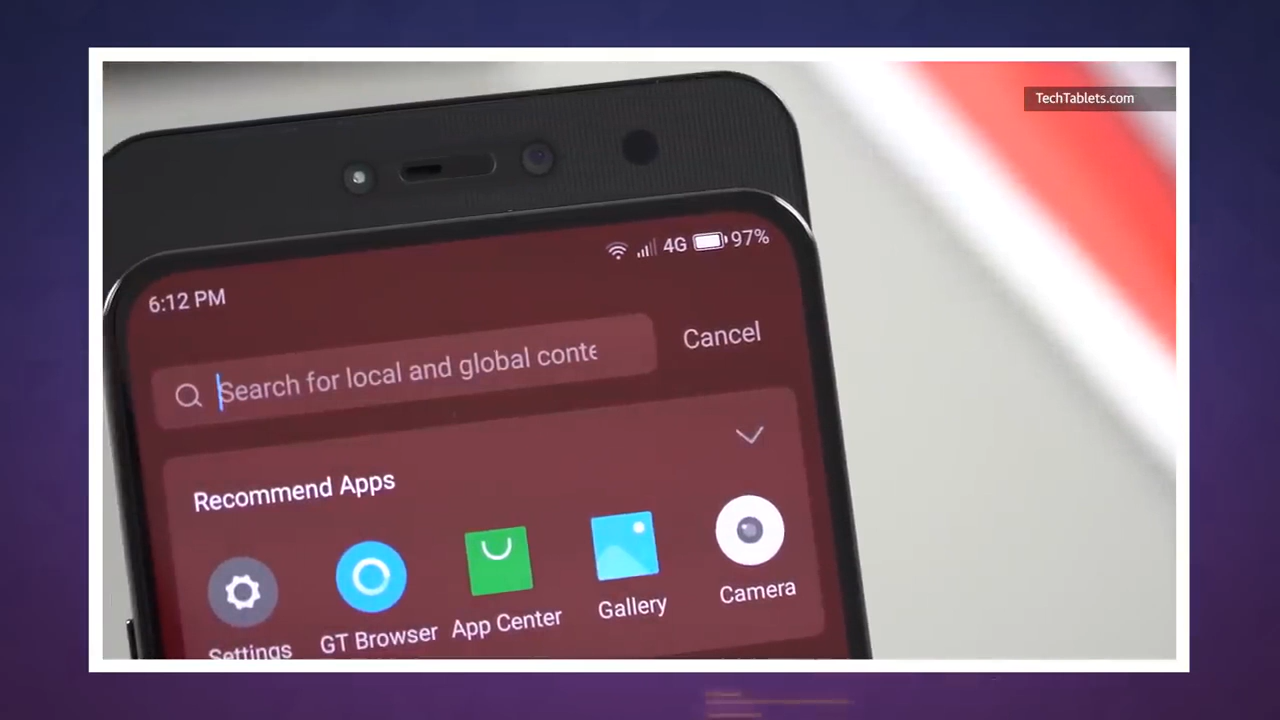 TechTablets.com
4G 97%
6:12 PM
Search for local and global conte
Cancel
Recommend Apps
Settings
GT Browser
App Center
Gallery
Camera